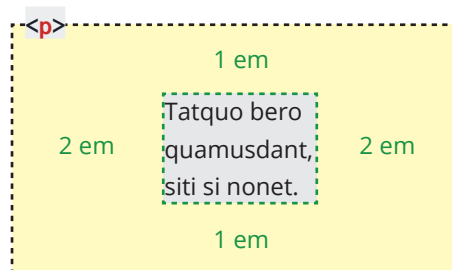 <p>
1 em
Tatquo bero
2 em quamusdant, 2 em
siti si nonet.
1 em